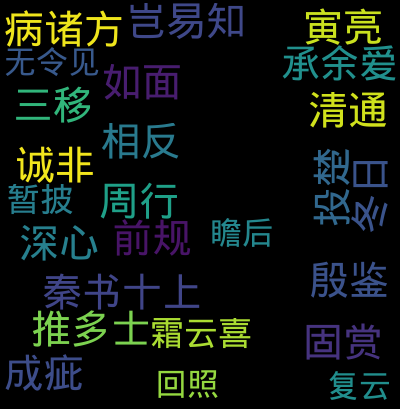 病诸方
岂易知
寅亮
无令见
如面
承余爱
三移
清通
相反
诚非
投楚
冬日
暂披
周行
深心
前规
瞻后
秦书十上
殷鉴
推多士
霜云喜
固赏
成疵
回照
复云